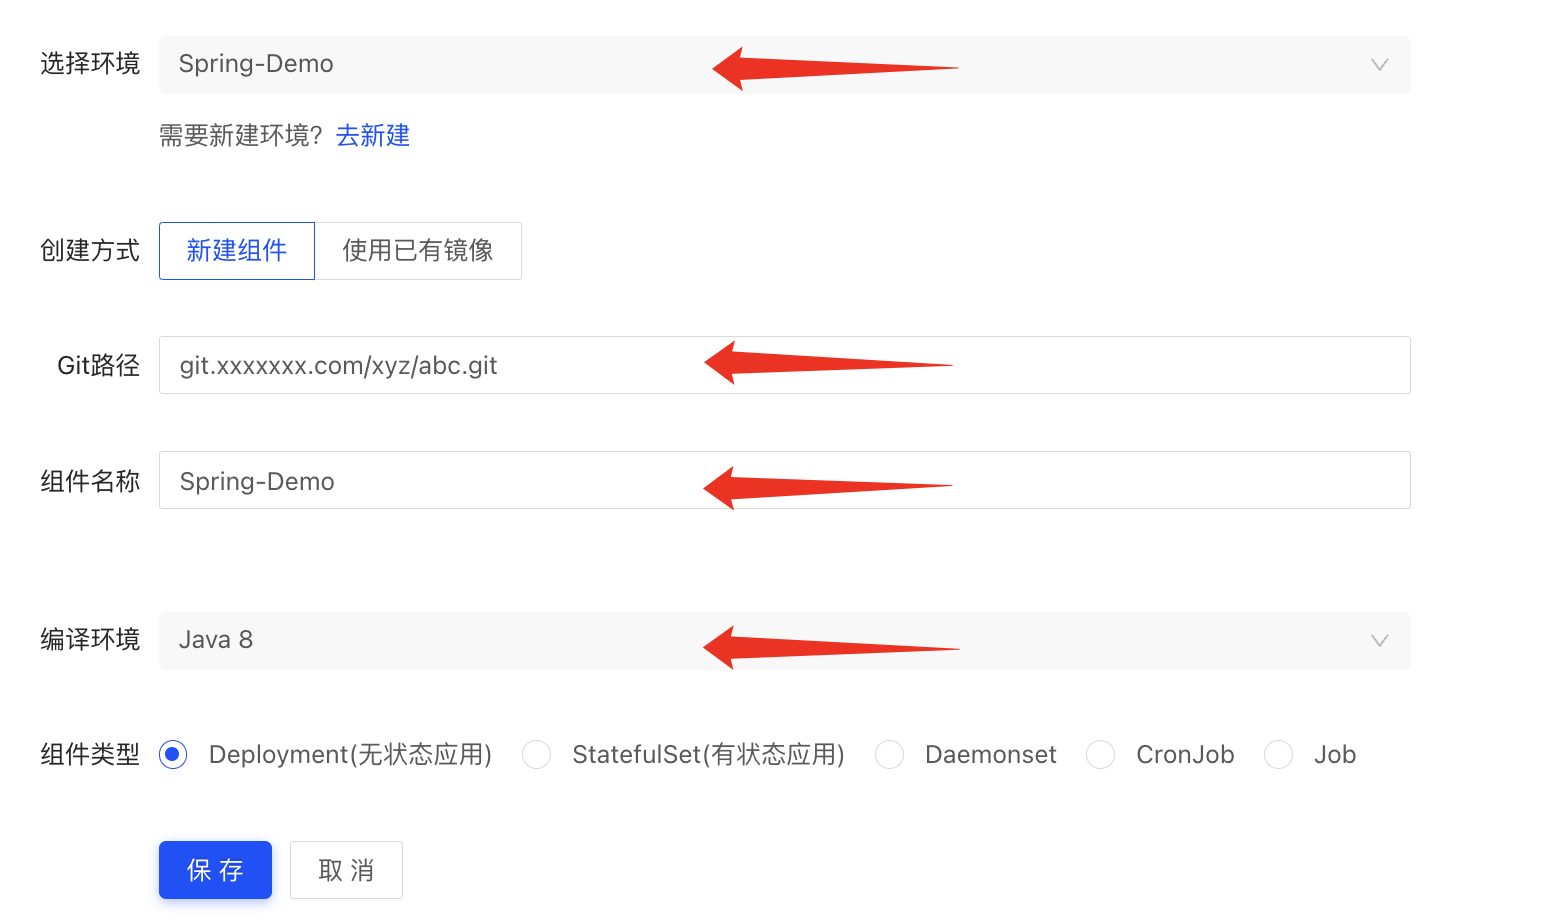 选择环境 Spring-Demo
需要新建环境? 去新建
创建方式 新建组件 使用已有镜像
Git路径 git.xxxxxxx.com/xyz/abc.git
组件名称 Spring-Demo
编译环境 Java 8
组件类型 Deployment(无状态应用) StatefulSet(有状态应用) Daemonset CronJob Job
保 存 取 消